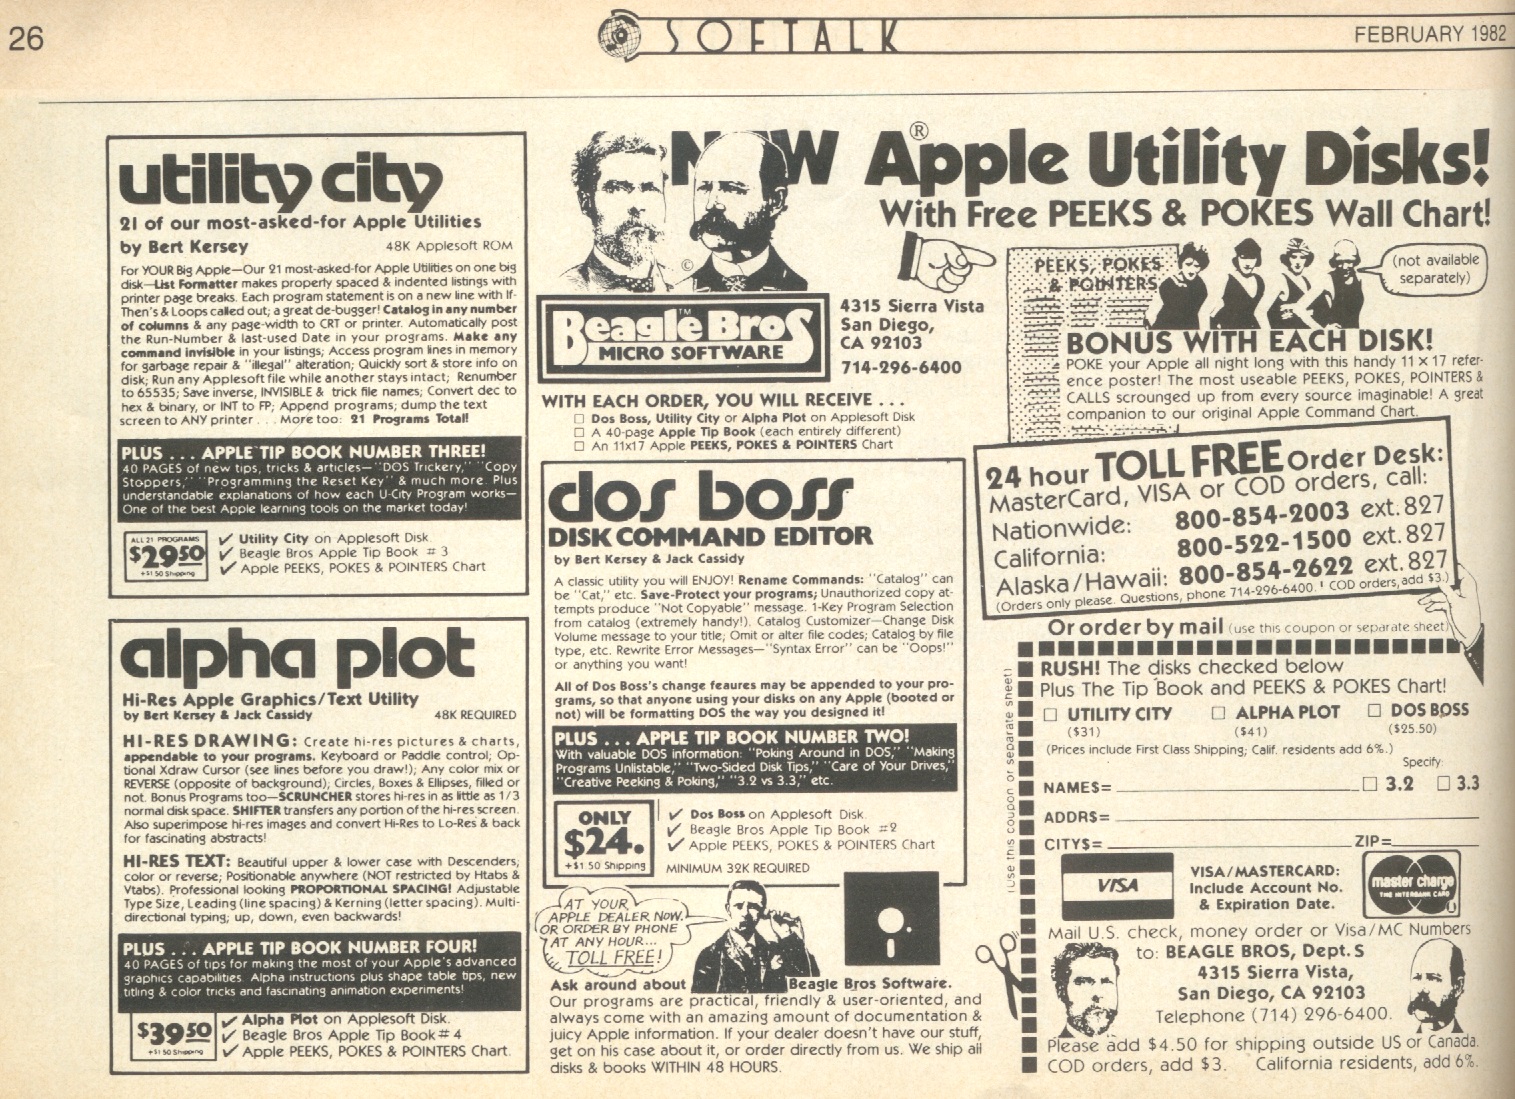 26
SOFTALK
FEBRUARY 1982
utility city
21 of our most-asked-for Apple Utilities
by Bert Kersey
48K Applesoft ROM
For YOUR Big Apple—Our 21 most-asked-for Apple Utilities on one big
disk—List Formatter makes properly spaced & indented listings with
printer page breaks. Each program statement is on a new line with If-
Then's & Loops called out; a great de-bugger! Catalog in any number
of columns & any page-width to CRT or printer. Automatically post
the Run-Number & last-used Date in your programs. Make any
command invisible in your listings; Access program lines in memory
for garbage repair & "illegal" alteration; Quickly sort & store info on
disk; Run any Applesoft file while another stays intact; Renumber
to 65535; Save inverse, INVISIBLE & trick file names; Convert dec to
hex & binary, or INT to FP; Append programs; dump the text
screen to ANY printer . . . More too: 21 Programs Total!
PLUS . . . APPLE TIP BOOK NUMBER THREE!
40 PAGES of new tips, tricks & articles—"DOS Trickery," "Copy
Stoppers," "Programming the Reset Key" & much more. Plus
understandable explanations of how each U-City Program works—
One of the best Apple learning tools on the market today!
ALL 21 PROGRAMS
$29.50
+$1.50 Shipping
✓ Utility City on Applesoft Disk
✓ Beagle Bros Apple Tip Book #3
✓ Apple PEEKS, POKES & POINTERS Chart
alpha plot
Hi-Res Apple Graphics/Text Utility
by Bert Kersey & Jack Cassidy
48K REQUIRED
HI-RES DRAWING: Create hi-res pictures & charts,
appendable to your programs. Keyboard or Paddle control; Op-
tional Xdraw Cursor (see lines before you draw!); Any color mix or
REVERSE (opposite of background); Circles, Boxes & Ellipses, filled or
not. Bonus Programs too—SCRUNCHER stores hi-res in as little as 1/3
normal disk space. SHIFTER transfers any portion of the hi-res screen.
Also superimpose hi-res images and convert Hi-Res to Lo-Res & back
for fascinating abstracts!
HI-RES TEXT: Beautiful upper & lower case with Descenders;
color or reverse; Positionable anywhere (NOT restricted by Htabs &
Vtabs). Professional looking PROPORTIONAL SPACING! Adjustable
Type Size, Leading (line spacing) & Kerning (letter spacing). Multi-
directional typing; up, down, even backwards!
PLUS . . . APPLE TIP BOOK NUMBER FOUR!
40 PAGES of tips for making the most of your Apple's advanced
graphics capabilities. Alpha instructions plus shape table tips, new
titling & color tricks and fascinating animation experiments!
$39.50
+$1.50 Shipping
✓ Alpha Plot on Applesoft Disk.
✓ Beagle Bros Apple Tip Book #4
✓ Apple PEEKS, POKES & POINTERS Chart.
NOW Apple® Utility Disks!
With Free PEEKS & POKES Wall Chart!
©
Beagle Bros™
MICRO SOFTWARE
4315 Sierra Vista
San Diego,
CA 92103
714-296-6400
WITH EACH ORDER, YOU WILL RECEIVE . . .
☐ Dos Boss, Utility City or Alpha Plot on Applesoft Disk
☐ A 40-page Apple Tip Book (each entirely different)
☐ An 11x17 Apple PEEKS, POKES & POINTERS Chart
dos boss
DISK COMMAND EDITOR
by Bert Kersey & Jack Cassidy
A classic utility you will ENJOY! Rename Commands: "Catalog" can
be "Cat," etc. Save-Protect your programs; Unauthorized copy at-
tempts produce "Not Copyable" message. 1-Key Program Selection
from catalog (extremely handy!). Catalog Customizer—Change Disk
Volume message to your title; Omit or alter file codes; Catalog by file
type, etc. Rewrite Error Messages—"Syntax Error" can be "Oops!"
or anything you want!
All of Dos Boss's change feaures may be appended to your pro-
grams, so that anyone using your disks on any Apple (booted or
not) will be formatting DOS the way you designed it!
PLUS . . . APPLE TIP BOOK NUMBER TWO!
With valuable DOS information: "Poking Around in DOS," "Making
Programs Unlistable," "Two-Sided Disk Tips," "Care of Your Drives,"
"Creative Peeking & Poking," "3.2 vs 3.3," etc.
ONLY
$24.
+$1.50 Shipping
✓ Dos Boss on Applesoft Disk.
✓ Beagle Bros Apple Tip Book #2
✓ Apple PEEKS, POKES & POINTERS Chart
MINIMUM 32K REQUIRED
AT YOUR
APPLE DEALER NOW.
OR ORDER BY PHONE
AT ANY HOUR...
TOLL FREE!
Ask around about Beagle Bros Software.
Our programs are practical, friendly & user-oriented, and
always come with an amazing amount of documentation &
juicy Apple information. If your dealer doesn't have our stuff,
get on his case about it, or order directly from us. We ship all
disks & books WITHIN 48 HOURS.
PEEKS, POKES
& POINTERS
(not available
separately)
BONUS WITH EACH DISK!
POKE your Apple all night long with this handy 11 × 17 refer-
ence poster! The most useable PEEKS, POKES, POINTERS &
CALLS scrounged up from every source imaginable! A great
companion to our original Apple Command Chart.
24 hour TOLL FREE Order Desk:
MasterCard, VISA or COD orders, call:
Nationwide: 800-854-2003 ext.827
California: 800-522-1500 ext.827
Alaska/Hawaii: 800-854-2622 ext.827
(Orders only please. Questions, phone 714-296-6400. COD orders, add $3.)
Or order by mail (use this coupon or separate sheet)
(Use this coupon or separate sheet)
RUSH! The disks checked below
Plus The Tip Book and PEEKS & POKES Chart!
☐ UTILITY CITY ☐ ALPHA PLOT ☐ DOS BOSS
($31) ($41) ($25.50)
(Prices include First Class Shipping; Calif. residents add 6%.)
Specify:
NAME$= ☐ 3.2 ☐ 3.3
ADDR$=
CITY$= ZIP=
VISA
VISA/MASTERCARD:
Include Account No.
& Expiration Date.
master charge
THE INTERBANK CARD
Mail U.S. check, money order or Visa/MC Numbers
to: BEAGLE BROS, Dept. S
4315 Sierra Vista,
San Diego, CA 92103
Telephone (714) 296-6400.
Please add $4.50 for shipping outside US or Canada.
COD orders, add $3. California residents, add 6%.